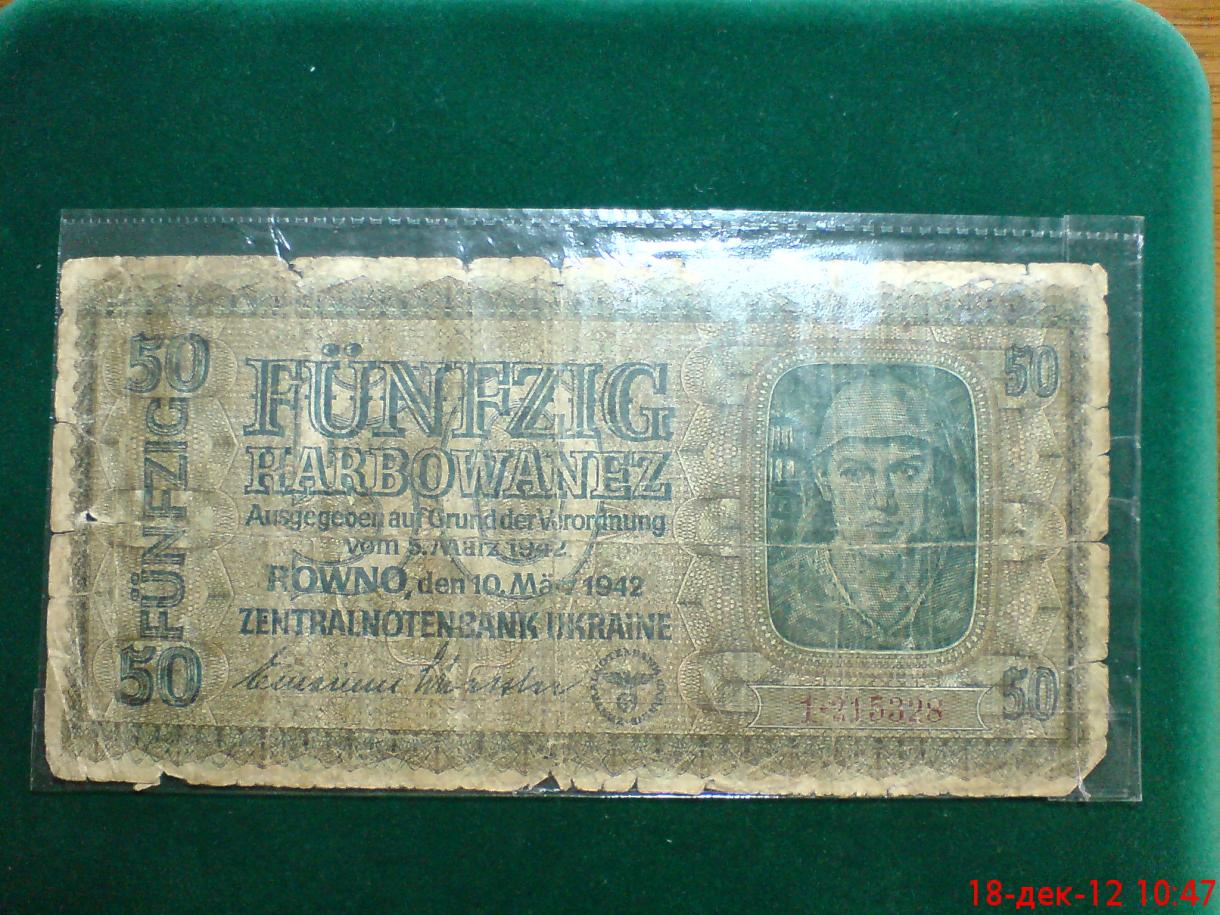 50
50
FÜNFZIG
FÜNFZIG
HARBOWANEZ
Ausgegeben auf Grund der Verordnung
vom 5. März 1942
ROWNO, den 10. März 1942
ZENTRALNOTENBANK UKRAINE
50
50
1·215328
18-дек-12 10:47